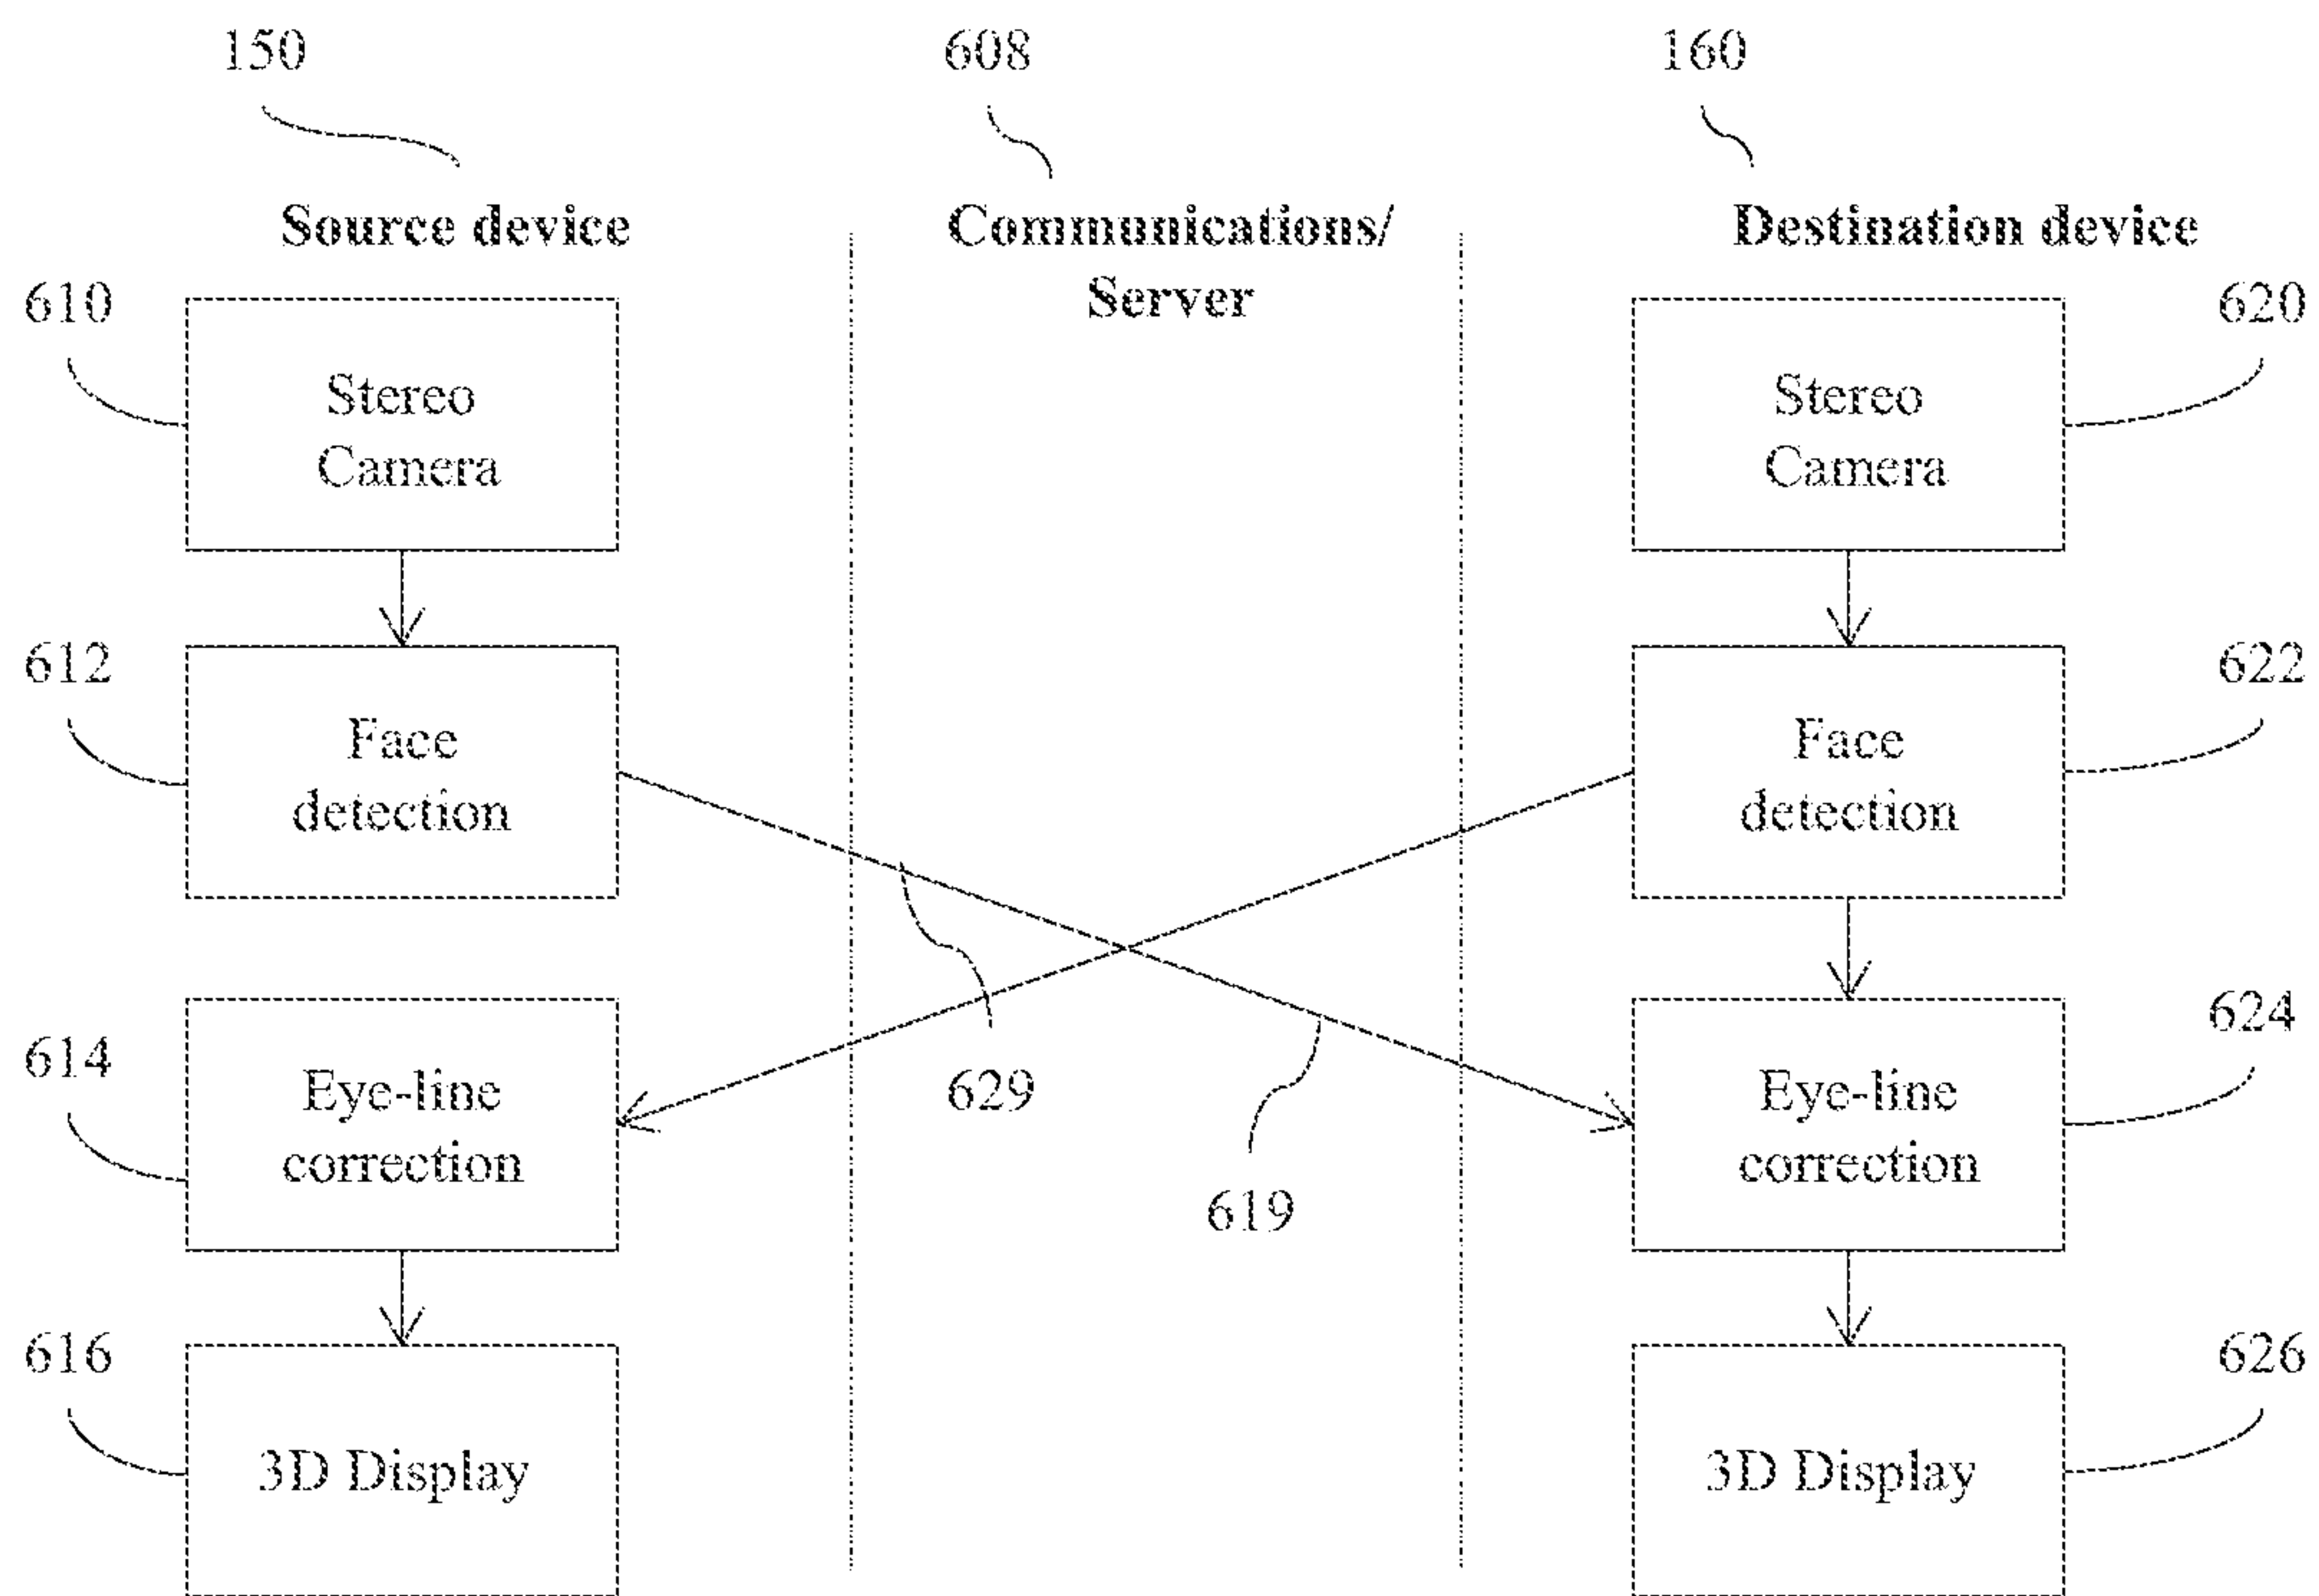 150
608
160
Source device
Communications/
Server
Destination device
610
Stereo
Camera
Stereo
Camera
620
612
Face
detection
Face
detection
622
614
Eye-line
correction
629
619
Eye-line
correction
624
616
3D Display
3D Display
626